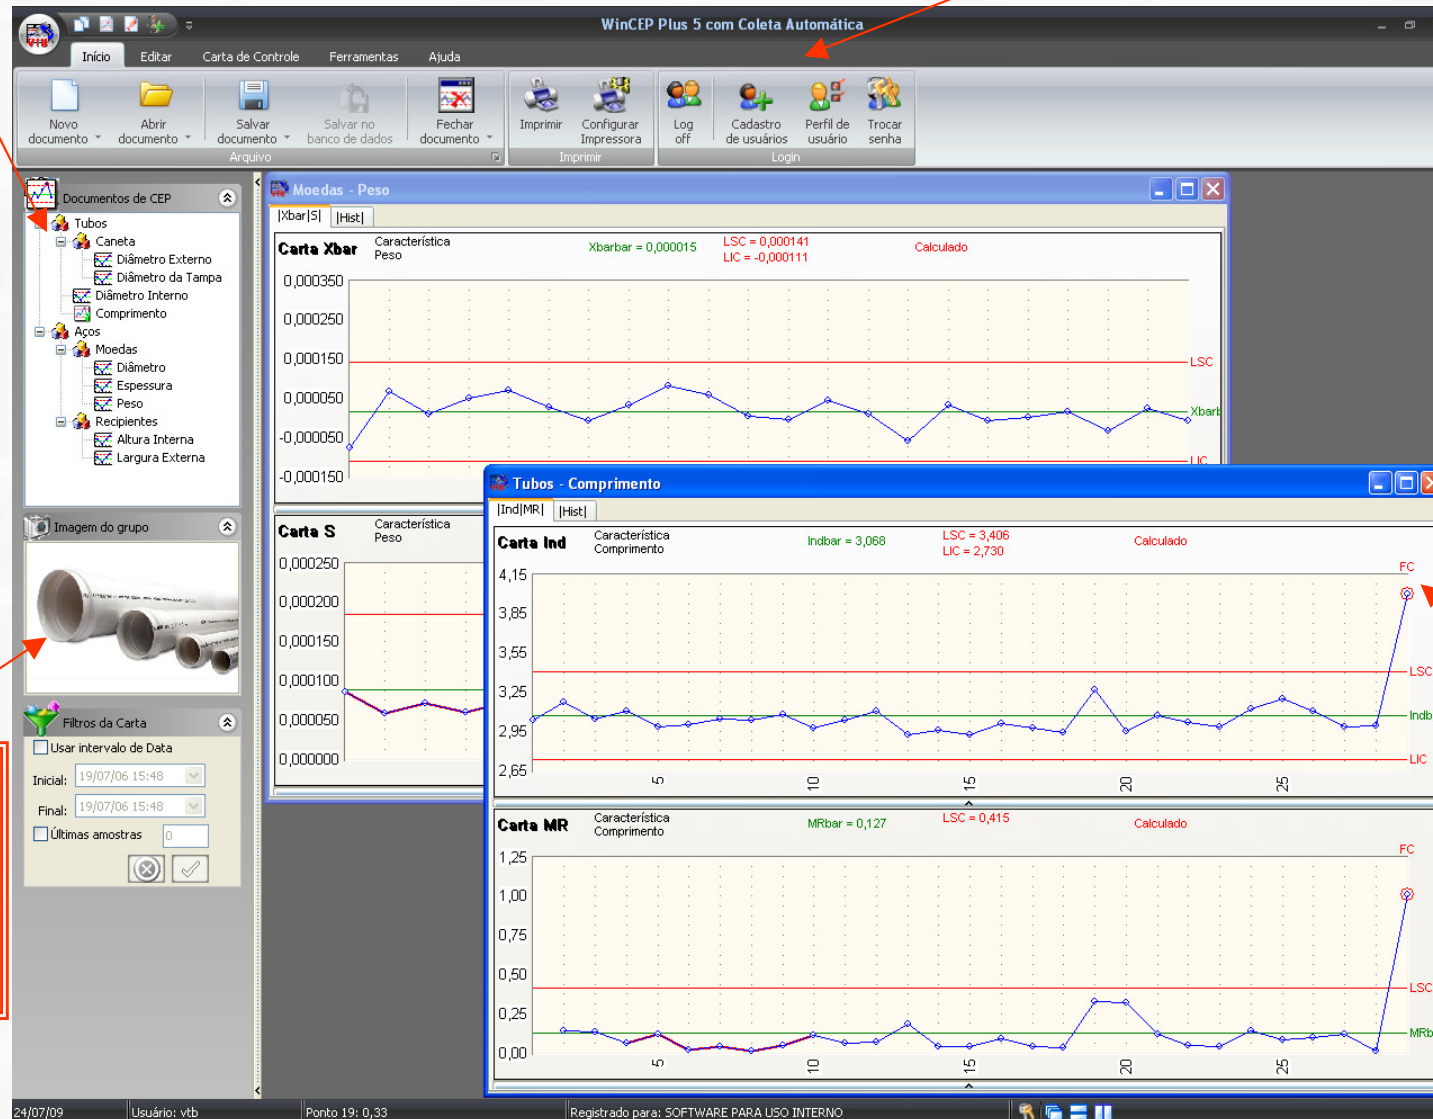 WinCEP Plus 5 com Coleta Automática
Início Editar Carta de Controle Ferramentas Ajuda
Novo documento
Abrir documento
Salvar documento
Salvar no banco de dados
Fechar documento
Imprimir
Configurar Impressora
Log off
Cadastro de usuários
Perfil de usuário
Trocar senha
Arquivo Imprimir Login
Documentos de CEP
Tubos
Caneta
Diâmetro Externo
Diâmetro da Tampa
Diâmetro Interno
Comprimento
Aços
Moedas
Diâmetro
Espessura
Peso
Recipientes
Altura Interna
Largura Externa
Imagem do grupo
Filtros da Carta
Usar intervalo de Data
Inicial: 19/07/06 15:48
Final: 19/07/06 15:48
Últimas amostras 0
Moedas - Peso
|Xbar|S| |Hist|
Carta Xbar
Característica
Peso
Xbarbar = 0,000015
LSC = 0,000141
LIC = -0,000111
Calculado
0,000350
0,000250
0,000150
0,000050
-0,000050
-0,000150
LSC
Xbarb
LIC
Carta S
Característica
Peso
0,000250
0,000200
0,000150
0,000100
0,000050
0,000000
Tubos - Comprimento
|Ind|MR| |Hist|
Carta Ind
Característica
Comprimento
Indbar = 3,068
LSC = 3,406
LIC = 2,730
Calculado
FC
4,15
3,85
3,55
3,25
2,95
2,65
LSC
Indb
LIC
5 10 15 20 25
Carta MR
Característica
Comprimento
MRbar = 0,127
LSC = 0,415
Calculado
FC
1,25
1,00
0,75
0,50
0,25
0,00
LSC
MRb
5 10 15 20 25
24/07/09 Usuário: vtb Ponto 19: 0,33 Registrado para: SOFTWARE PARA USO INTERNO